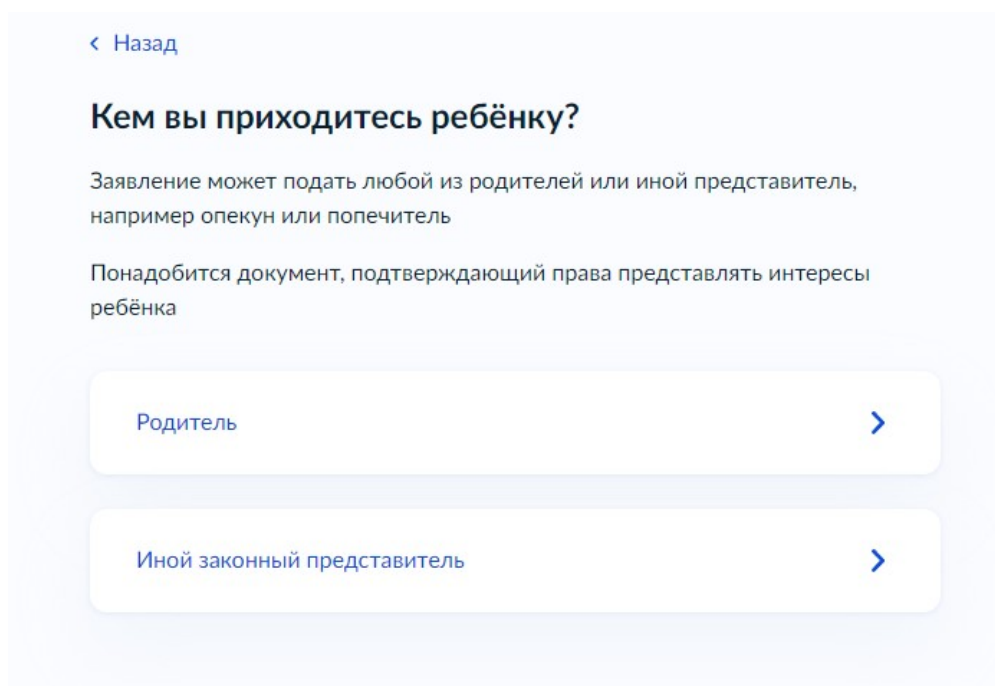 Назад
Кем вы приходитесь ребёнку?
Заявление может подать любой из родителей или иной представитель,
например опекун или попечитель
Понадобится документ, подтверждающий права представлять интересы
ребёнка
Родитель
Иной законный представитель